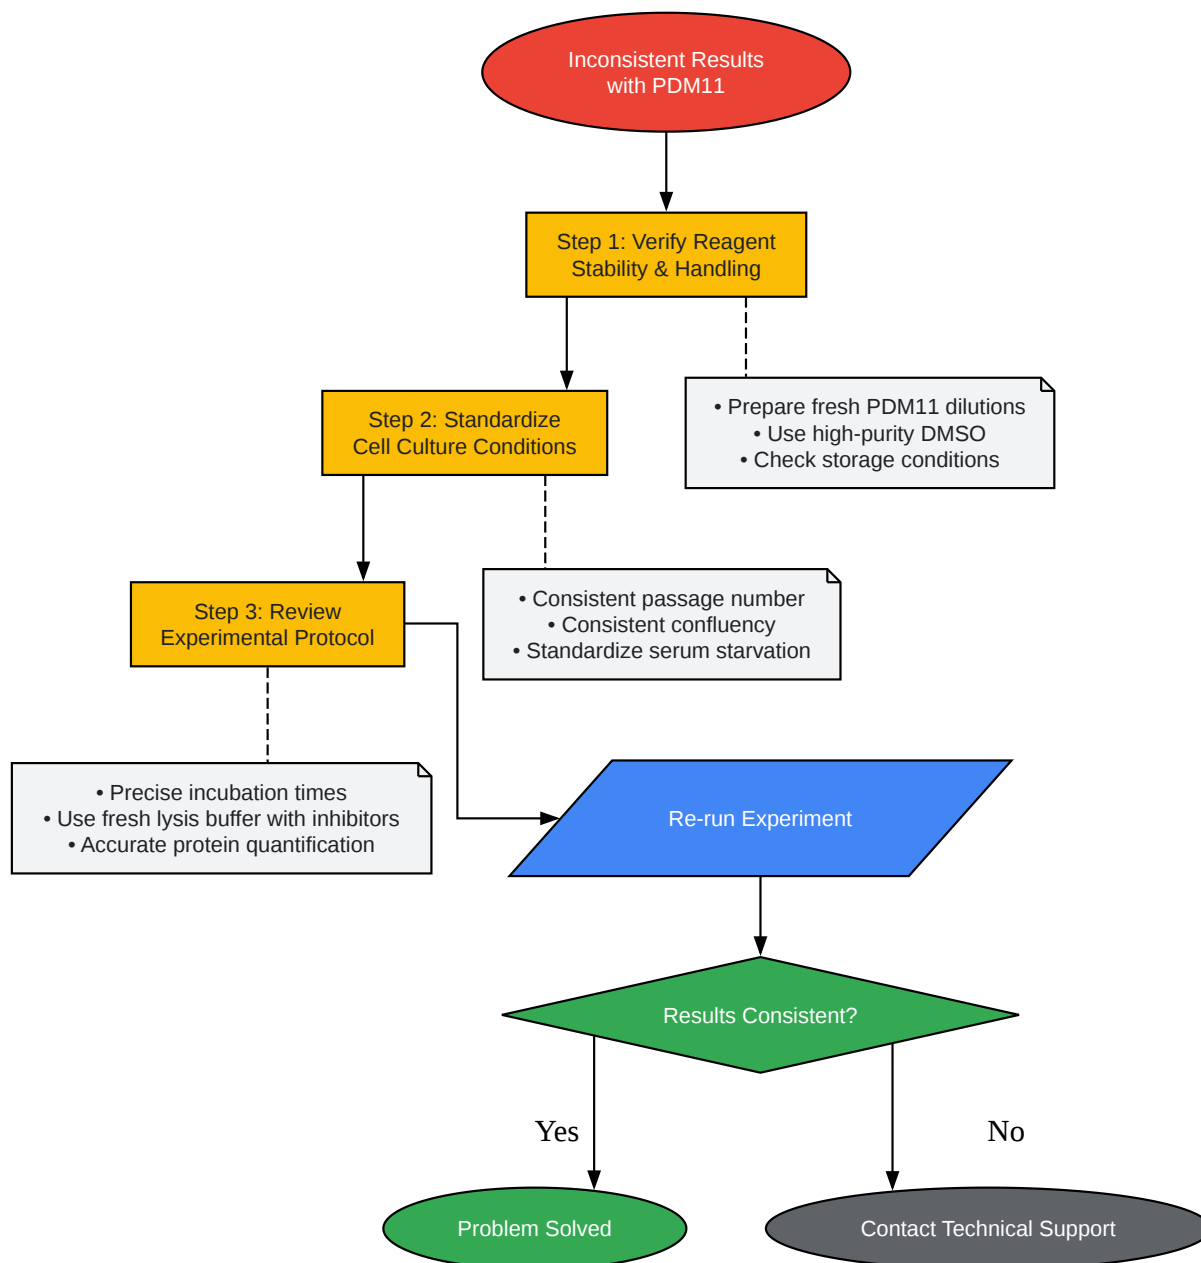 Inconsistent Results
with PDM11
Step 1: Verify Reagent
Stability & Handling
• Prepare fresh PDM11 dilutions
• Use high-purity DMSO
• Check storage conditions
Step 2: Standardize
Cell Culture Conditions
• Consistent passage number
• Consistent confluency
• Standardize serum starvation
Step 3: Review
Experimental Protocol
• Precise incubation times
• Use fresh lysis buffer with inhibitors
• Accurate protein quantification
Re-run Experiment
Results Consistent?
Yes
No
Problem Solved
Contact Technical Support